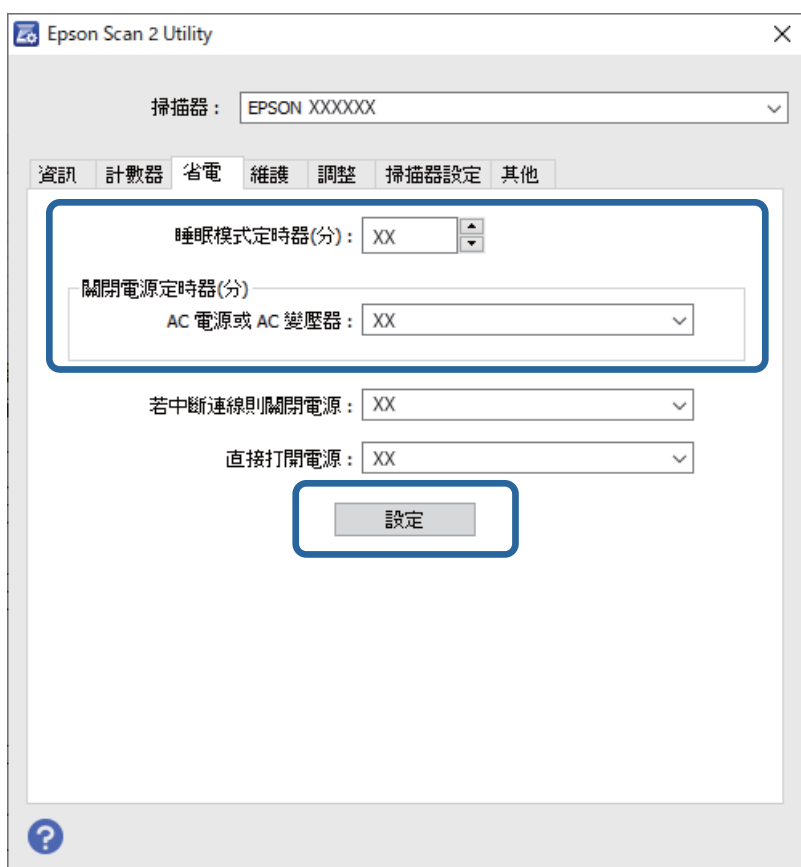 Epson Scan 2 Utility
掃描器：EPSON XXXXXX
資訊 計數器 省電 維護 調整 掃描器設定 其他
睡眠模式定時器(分)：XX
關閉電源定時器(分)
AC 電源或 AC 變壓器：XX
若中斷連線則關閉電源：XX
直接打開電源：XX
設定
?